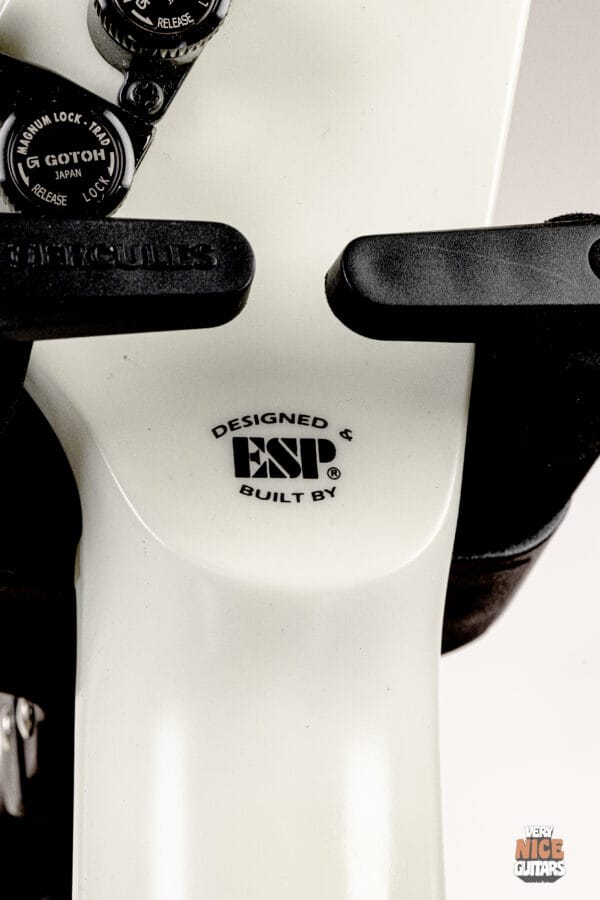 RELEASE
MAGNUM LOCK · TRAD
G GOTOH
JAPAN
RELEASE LOCK
HERCULES
DESIGNED &
ESP®
BUILT BY
VERY
NICE
GUITARS